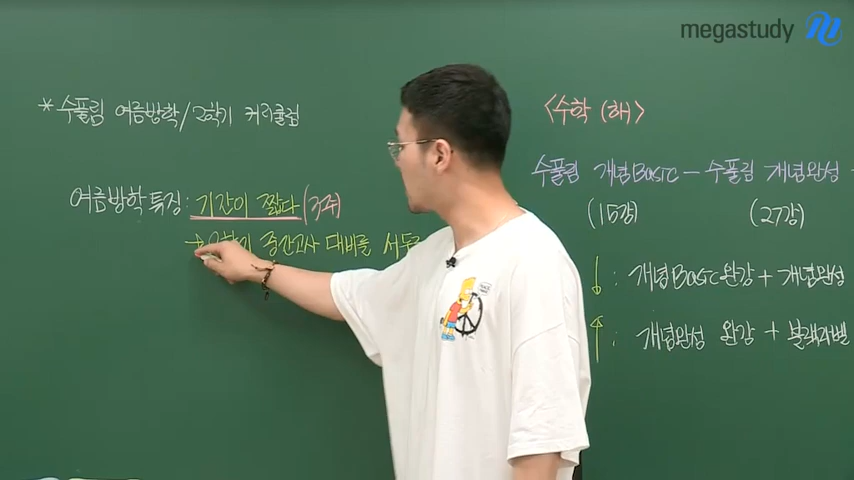 megastudy
*수풀림 여름방학/2학기 커리큘럼
여름방학 특징: 기간이 짧다 (3주)
→ 2학기 중간고사 대비를 서두르
<수학 (하)>
수풀림 개념Basic - 수풀림 개념완성 -
(15강) (27강)
↓: 개념Basic 완강 + 개념완성
↑: 개념완성 완강 + 블랙라벨